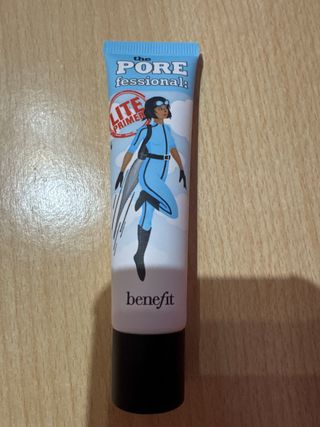 the
PORE
fessional:
LITE
PRIMER
benefit